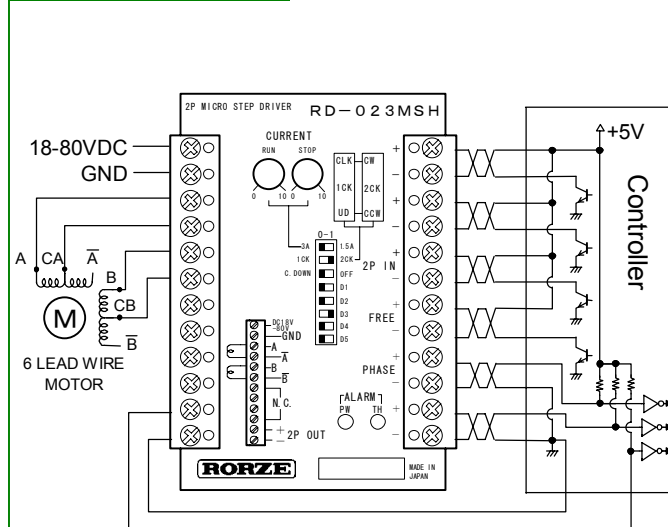 2P MICRO STEP DRIVER RD-023MSH
CURRENT
RUN STOP
0 10 0 10
CLK CW
1CK 2CK
UD CCW
0-1
3A 1.5A
1CK 2CK
C.DOWN OFF
D1
D2
D3
D4
D5
2P IN
FREE
PHASE
ALARM
PW TH
+
-
+
-
+
-
+
-
+
-
+
-
DC18V
-80V
GND
A
A̅
B
B̅
N.C.
+
-
2P OUT
RORZE
MADE IN
JAPAN
18-80VDC
GND
A CA A̅
B
CB
B̅
M
6 LEAD WIRE
MOTOR
+5V
Controller